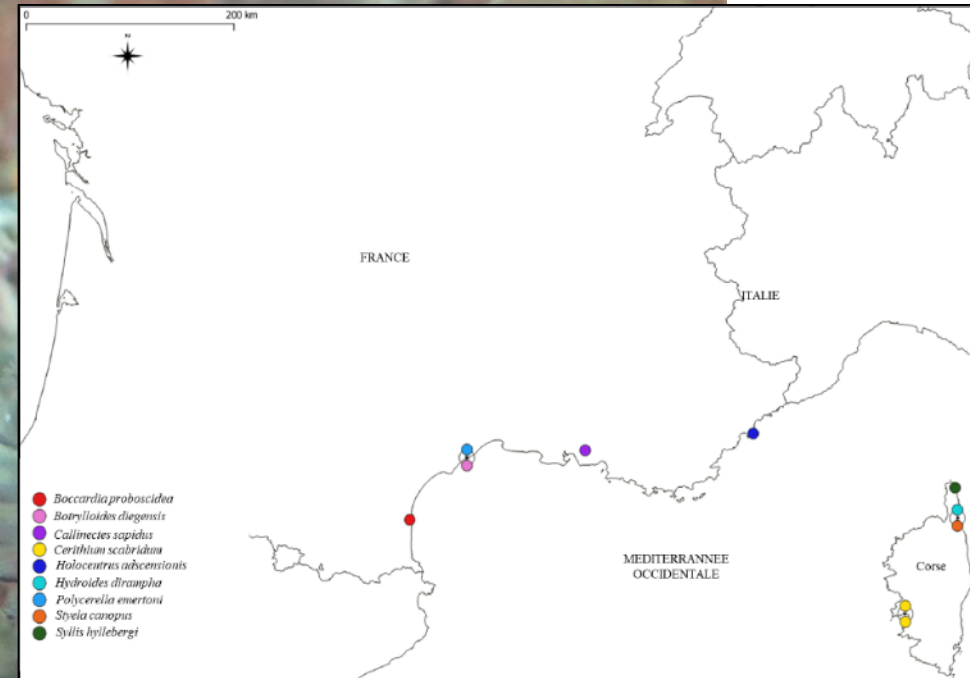 0 200 km
N
FRANCE
ITALIE
MEDITERRANNEE
OCCIDENTALE
Corse
Boccardia proboscidea
Botrylloides diegensis
Callinectes sapidus
Cerithium scabridum
Holocentrus adscensionis
Hydroides dirampha
Polycerella emertoni
Styela canopus
Syllis hyllebergi